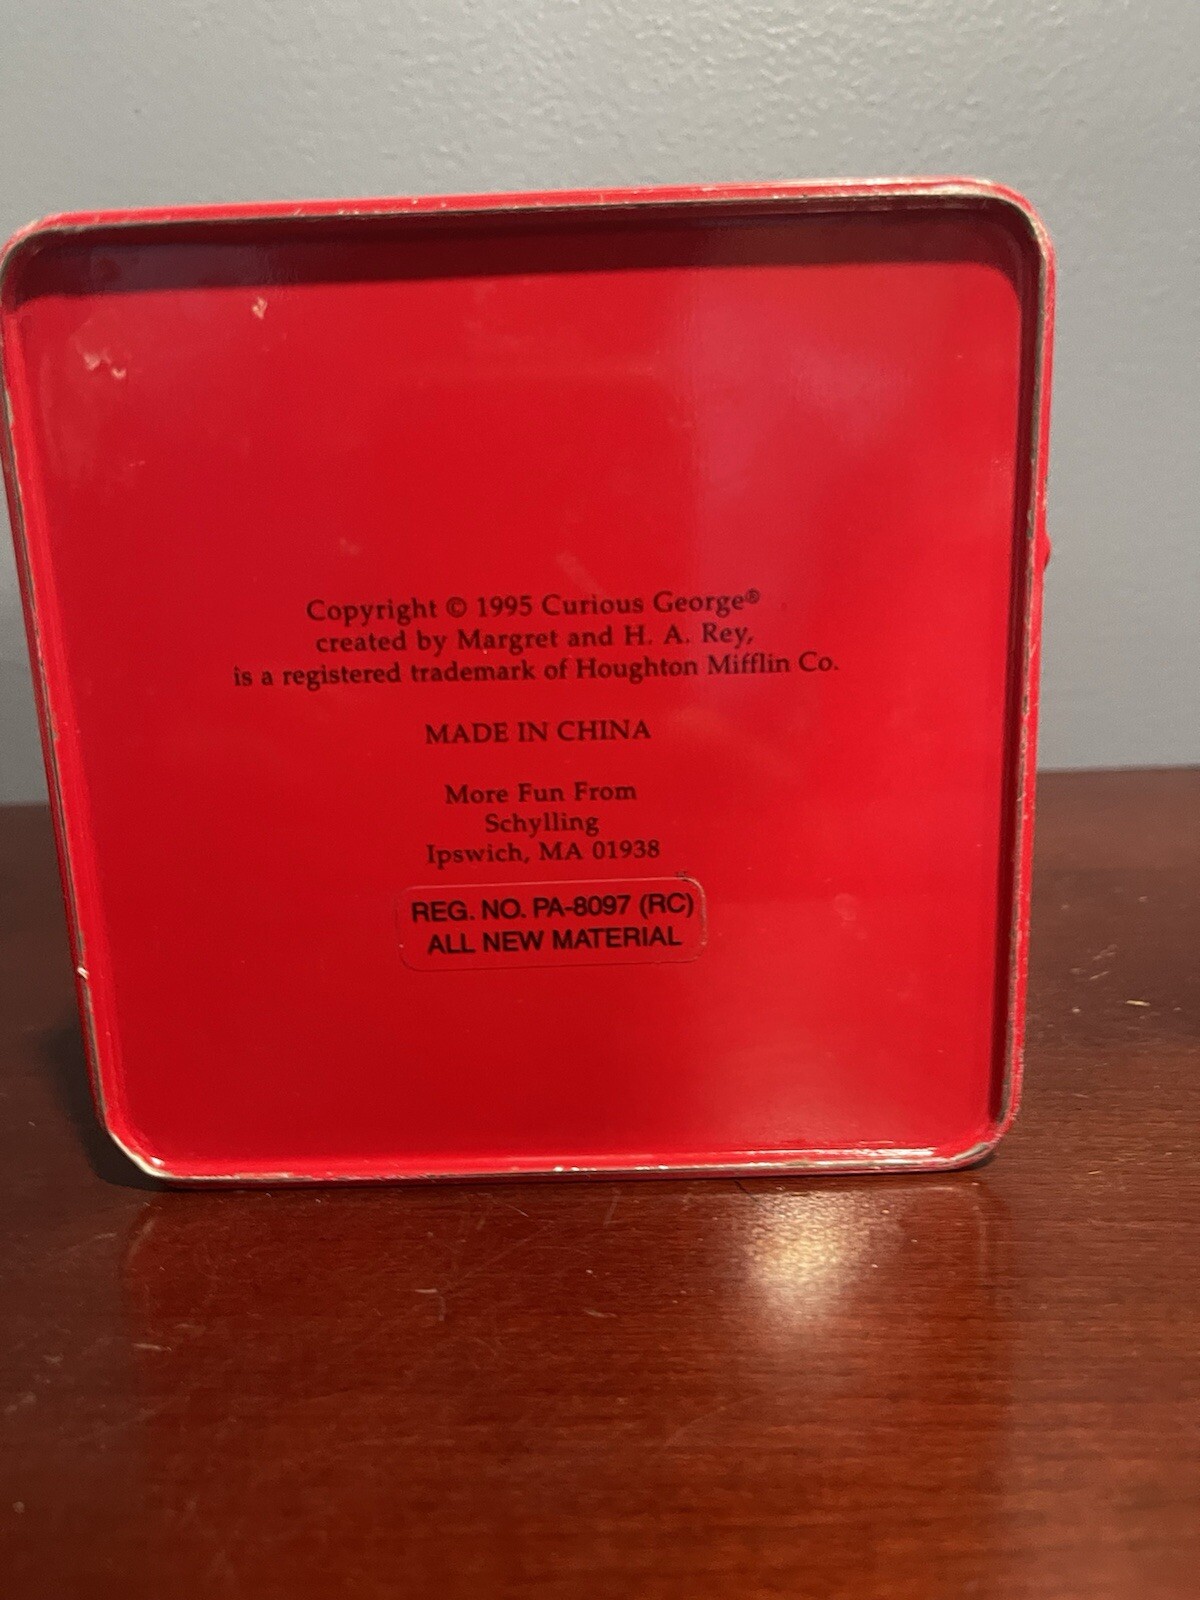 Copyright © 1995 Curious George®
created by Margret and H. A. Rey,
is a registered trademark of Houghton Mifflin Co.
MADE IN CHINA
More Fun From
Schylling
Ipswich, MA 01938
REG. NO. PA-8097 (RC)
ALL NEW MATERIAL